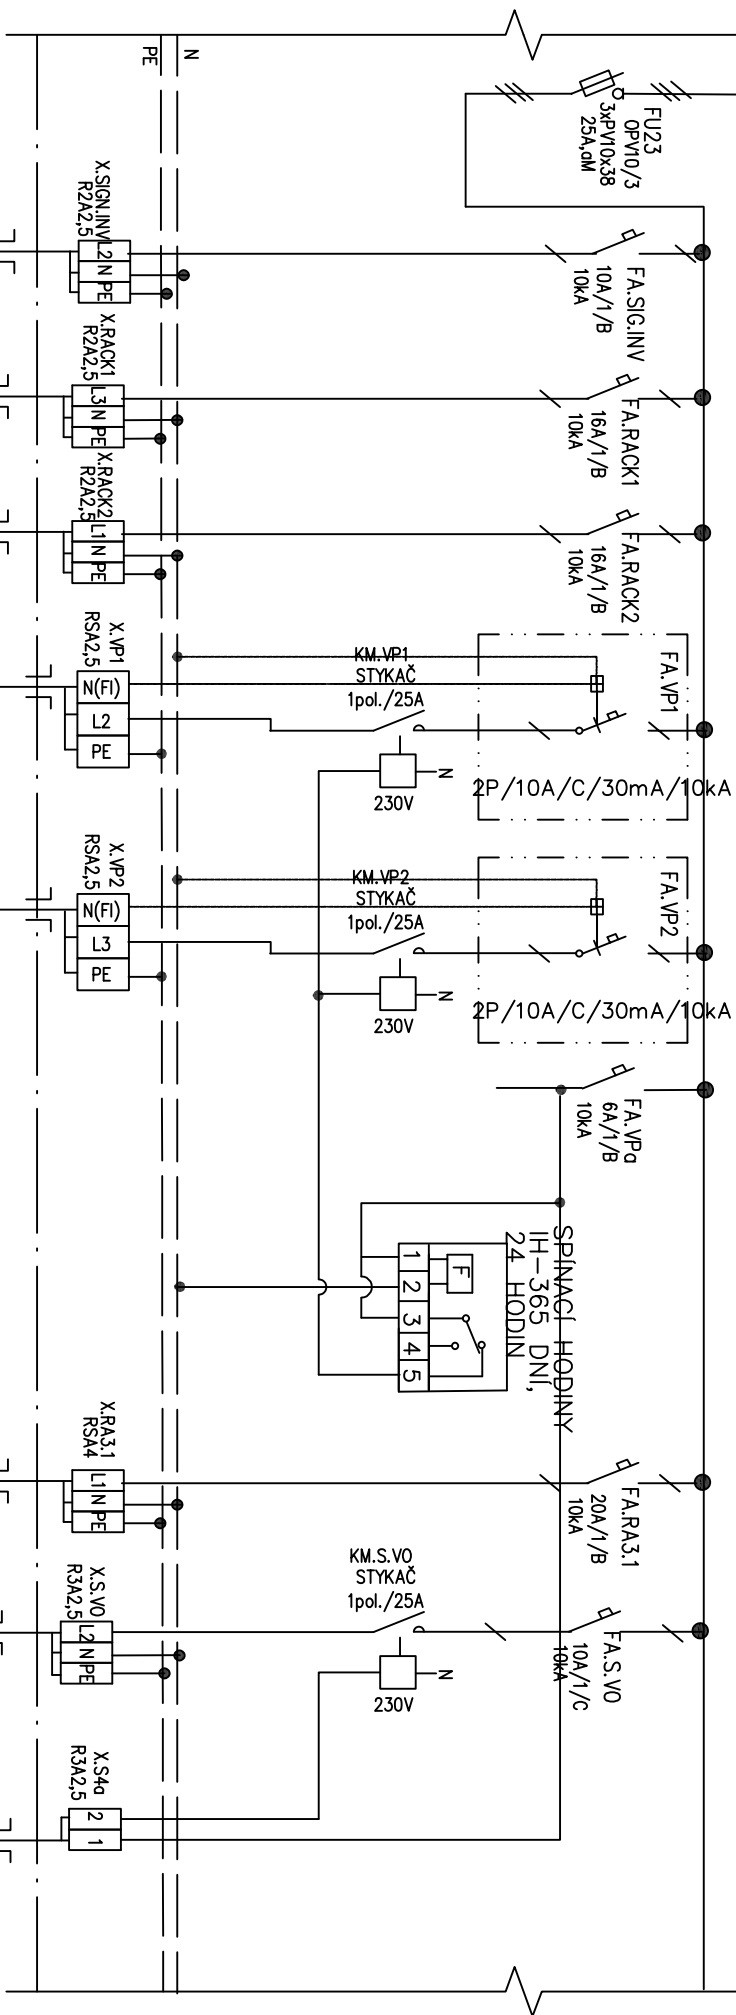 N
PE
FU23
OPV10/3
3xPV10x38
25A,aM
X.SIGN.INV
R2A2,5
L2
N
PE
FA.SIG.INV
10A/1/B
10kA
X.RACK1
R2A2,5
L3
N
PE
FA.RACK1
16A/1/B
10kA
X.RACK2
R2A2,5
L1
N
PE
FA.RACK2
16A/1/B
10kA
X.VP1
RSA2,5
N(FI)
L2
PE
KM.VP1
STYKAČ
1pol./25A
N
230V
FA.VP1
2P/10A/C/30mA/10kA
X.VP2
RSA2,5
N(FI)
L3
PE
KM.VP2
STYKAČ
1pol./25A
N
230V
FA.VP2
2P/10A/C/30mA/10kA
FA.VPa
6A/1/B
10kA
SPÍNACÍ HODINY
IH-365 DNÍ,
24 HODIN
F
1
2
3
4
5
X.RA3.1
RSA4
L1
N
PE
FA.RA3.1
20A/1/B
10kA
X.S.VO
R3A2,5
L2
N
PE
KM.S.VO
STYKAČ
1pol./25A
N
230V
FA.S.VO
10A/1/C
10kA
X.S4a
R3A2,5
2
1